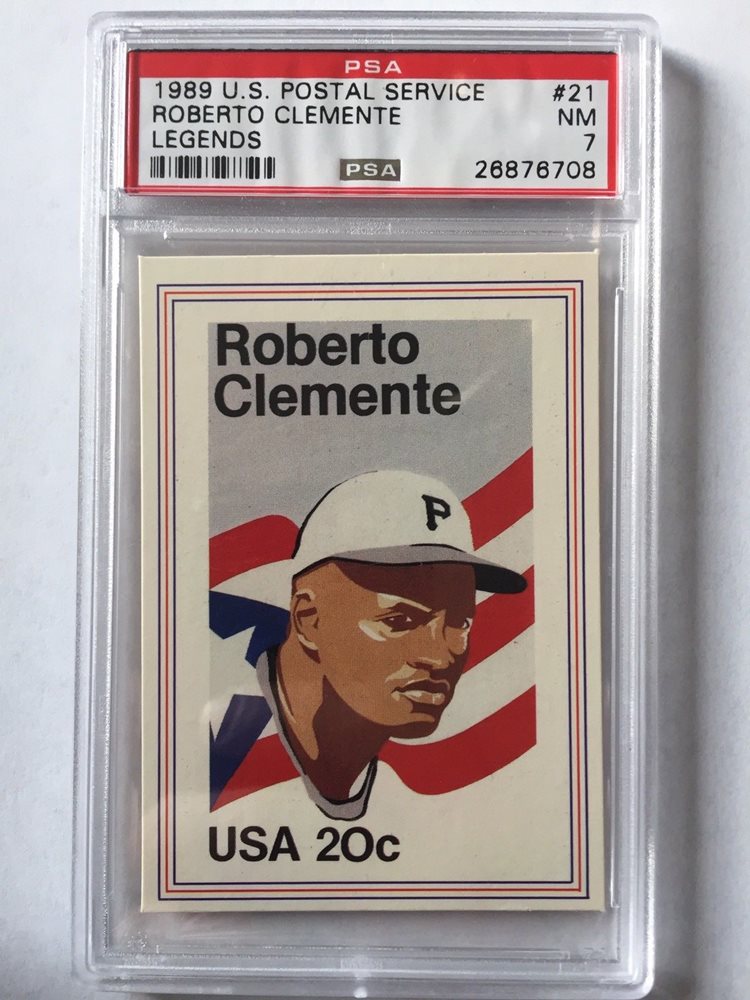 PSA
1989 U.S. POSTAL SERVICE #21
ROBERTO CLEMENTE NM
LEGENDS 7
PSA 26876708
Roberto
Clemente
P
USA 20c